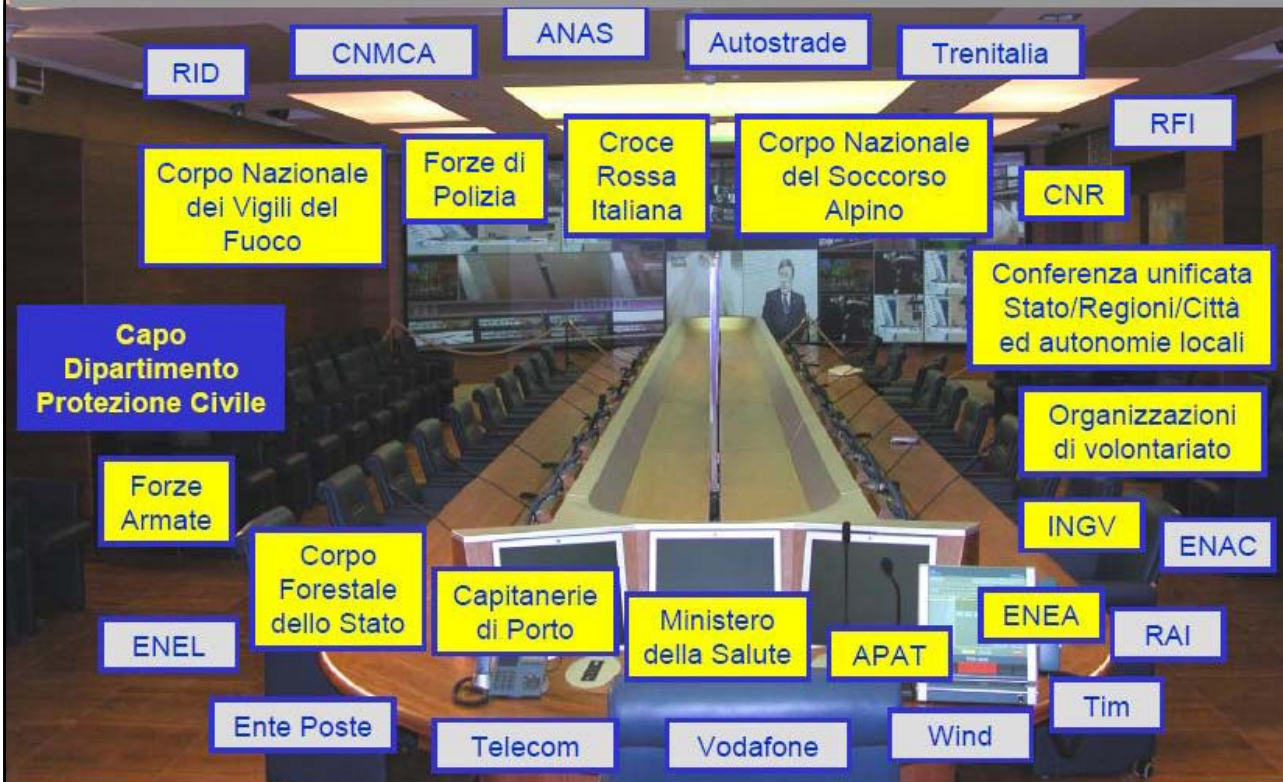 RID
CNMCA
ANAS
Autostrade
Trenitalia
RFI
Corpo Nazionale
dei Vigili del
Fuoco
Forze di
Polizia
Croce
Rossa
Italiana
Corpo Nazionale
del Soccorso
Alpino
CNR
Conferenza unificata
Stato/Regioni/Città
ed autonomie locali
Capo
Dipartimento
Protezione Civile
Organizzazioni
di volontariato
Forze
Armate
INGV
ENAC
Corpo
Forestale
dello Stato
Capitanerie
di Porto
Ministero
della Salute
APAT
ENEA
RAI
ENEL
Ente Poste
Telecom
Vodafone
Wind
Tim